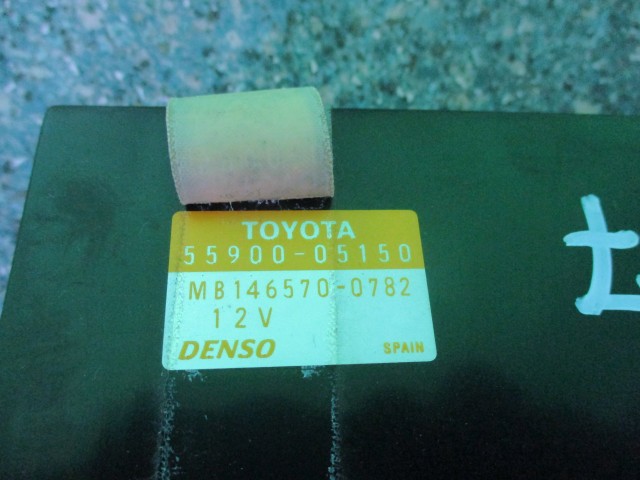 TOYOTA
55900-05150
MB146570-0782
12V
DENSO SPAIN